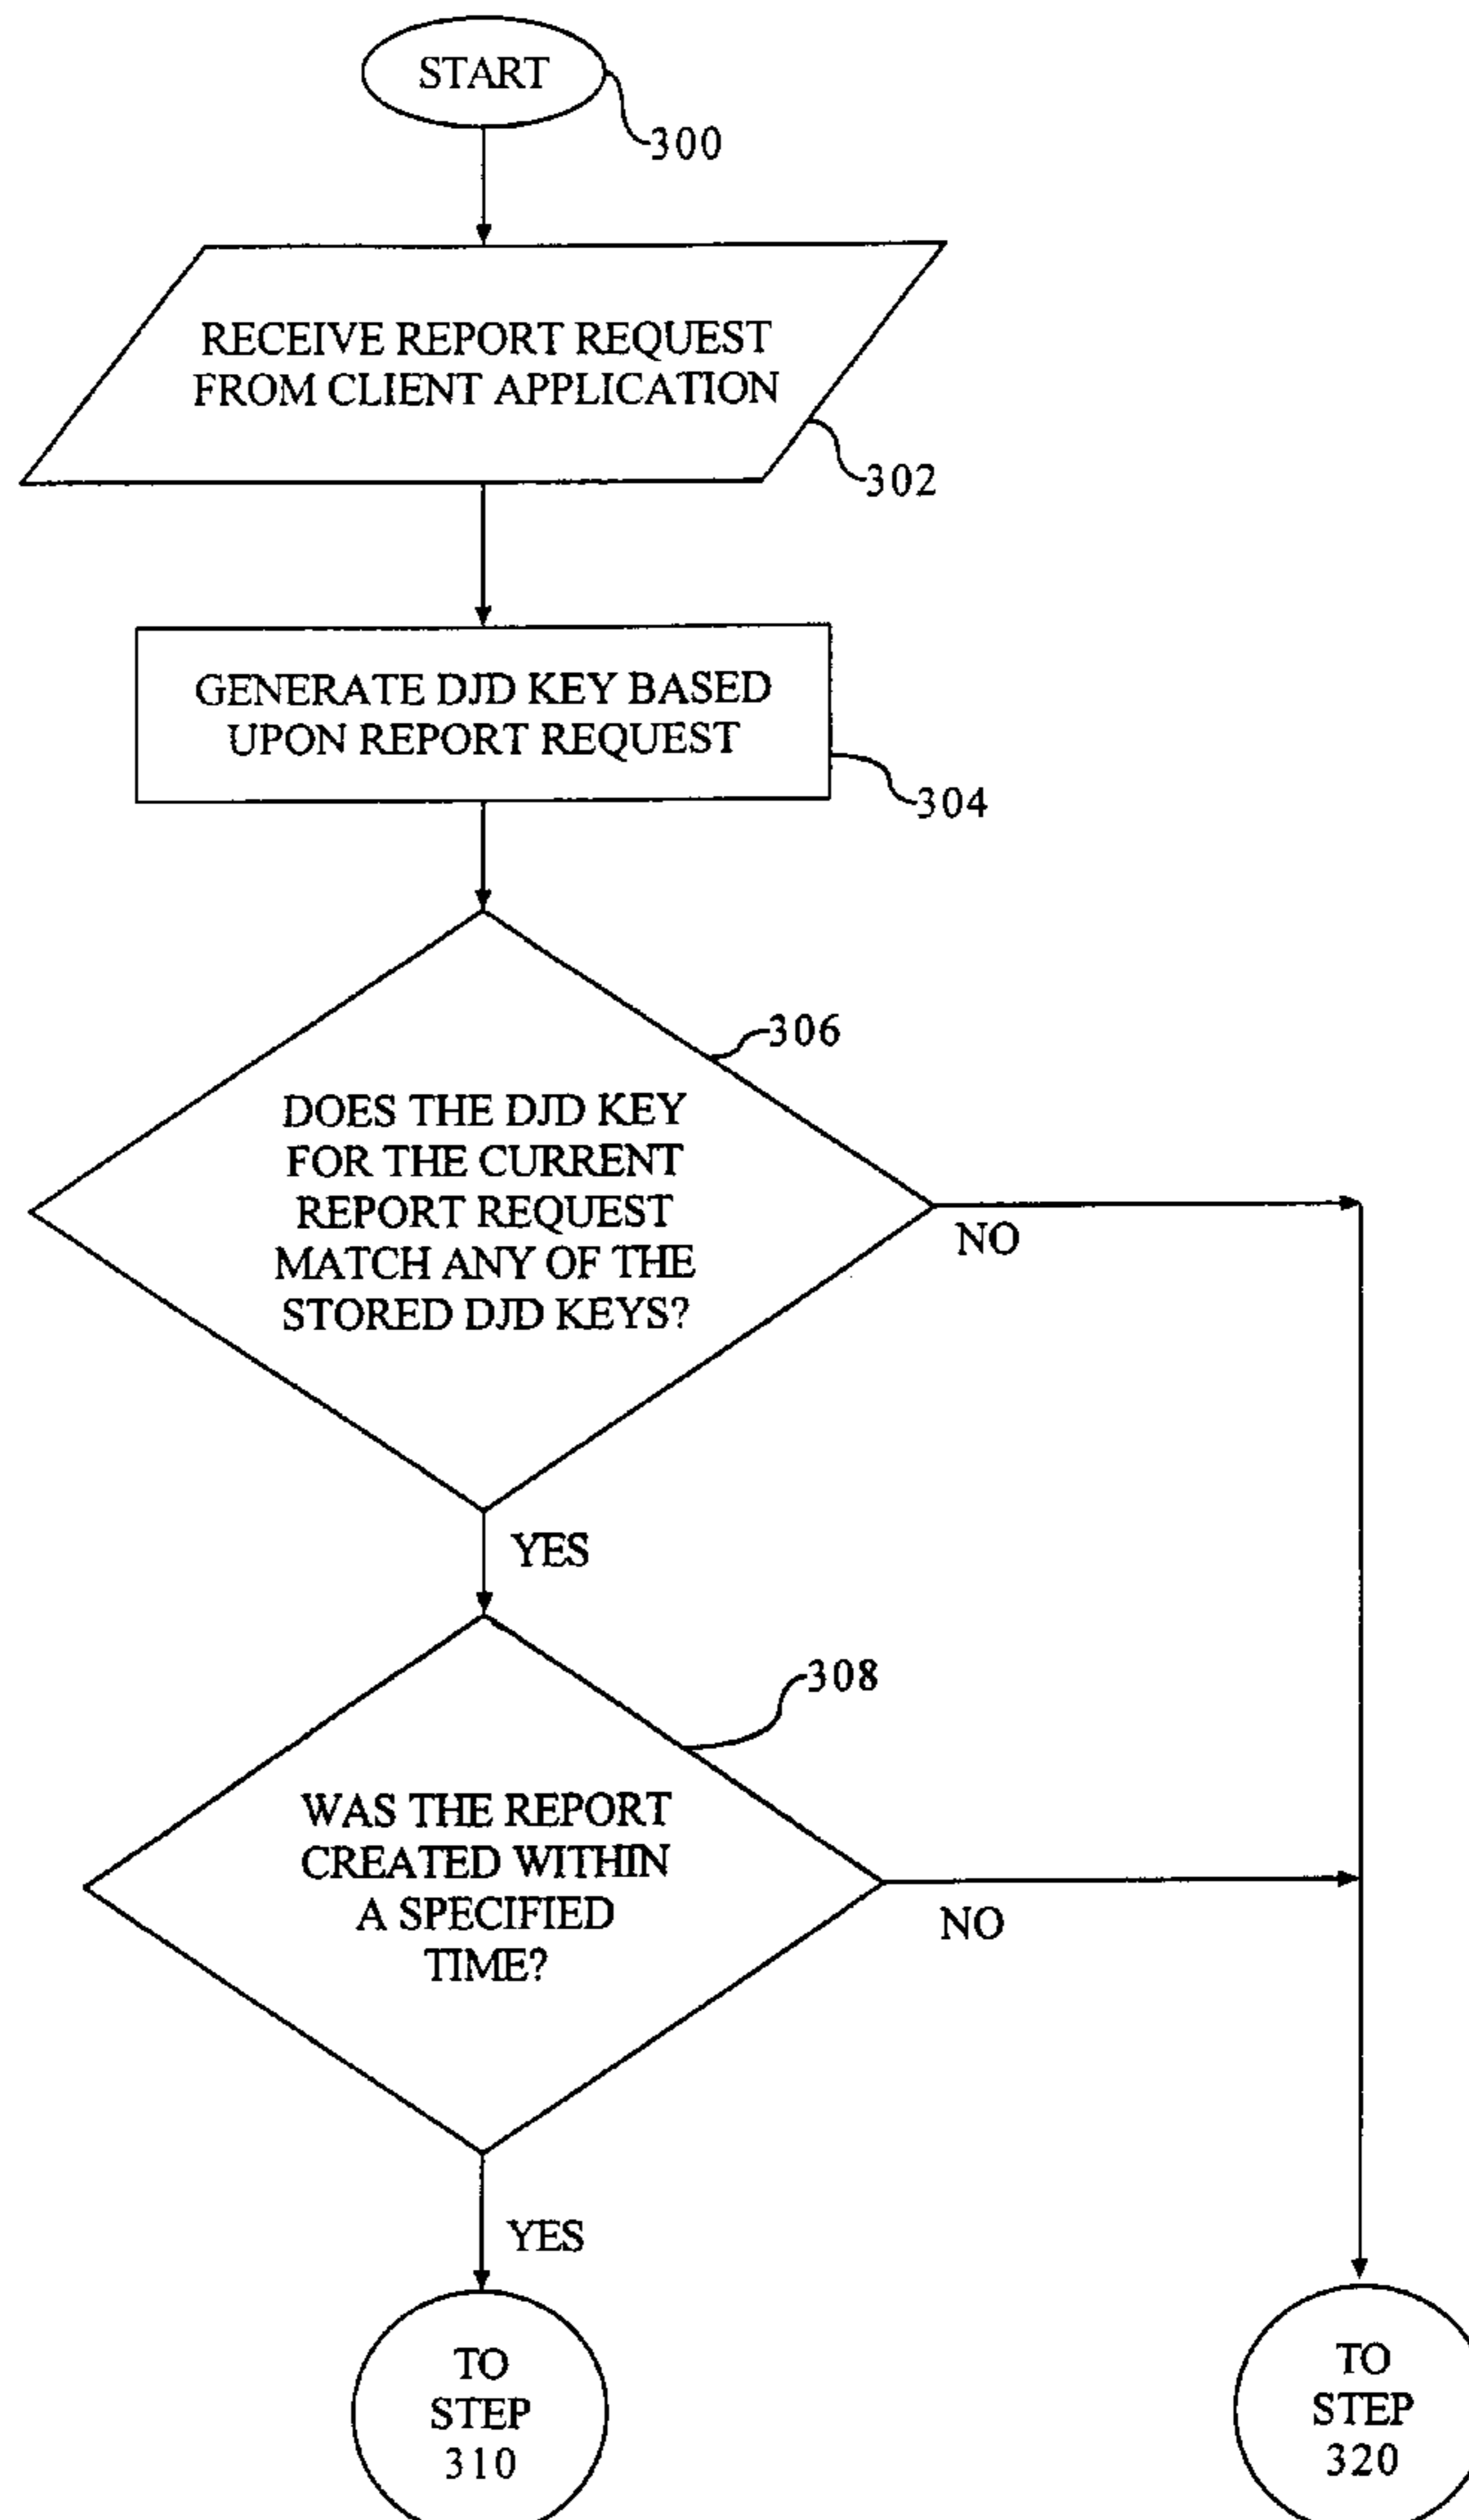 START
300
RECEIVE REPORT REQUEST
FROM CLIENT APPLICATION
302
GENERATE DJD KEY BASED
UPON REPORT REQUEST
304
306
DOES THE DJD KEY
FOR THE CURRENT
REPORT REQUEST
MATCH ANY OF THE
STORED DJD KEYS?
NO
YES
308
WAS THE REPORT
CREATED WITHIN
A SPECIFIED
TIME?
NO
YES
TO
STEP
310
TO
STEP
320